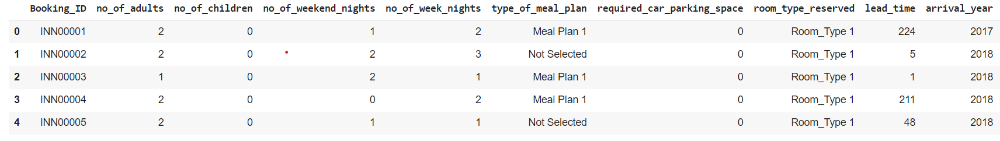 Booking_ID no_of_adults no_of_children no_of_weekend_nights no_of_week_nights type_of_meal_plan required_car_parking_space room_type_reserved lead_time arrival_year
0 INN00001 2 0 1 2 Meal Plan 1 0 Room_Type 1 224 2017
1 INN00002 2 0 2 3 Not Selected 0 Room_Type 1 5 2018
2 INN00003 1 0 2 1 Meal Plan 1 0 Room_Type 1 1 2018
3 INN00004 2 0 0 2 Meal Plan 1 0 Room_Type 1 211 2018
4 INN00005 2 0 1 1 Not Selected 0 Room_Type 1 48 2018